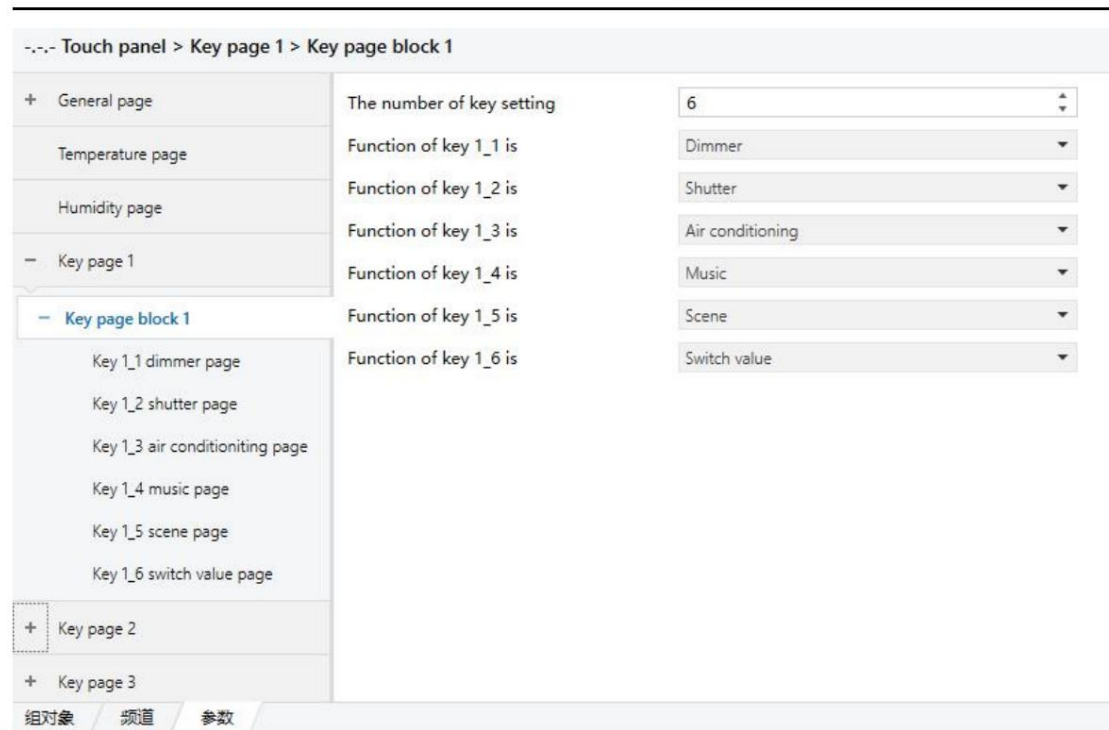 -.-.- Touch panel > Key page 1 > Key page block 1
+ General page
Temperature page
Humidity page
− Key page 1
− Key page block 1
Key 1_1 dimmer page
Key 1_2 shutter page
Key 1_3 air conditioniting page
Key 1_4 music page
Key 1_5 scene page
Key 1_6 switch value page
+ Key page 2
+ Key page 3
The number of key setting 6
Function of key 1_1 is Dimmer
Function of key 1_2 is Shutter
Function of key 1_3 is Air conditioning
Function of key 1_4 is Music
Function of key 1_5 is Scene
Function of key 1_6 is Switch value
组对象 / 频道 / 参数 /